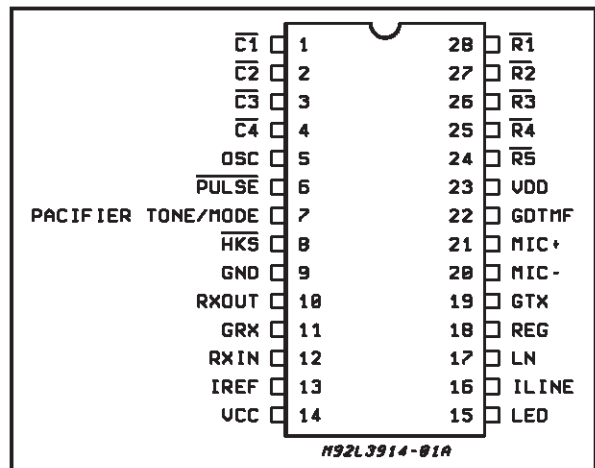 C1 1 28 R1
C2 2 27 R2
C3 3 26 R3
C4 4 25 R4
OSC 5 24 R5
PULSE 6 23 VDD
PACIFIER TONE/MODE 7 22 GDTMF
HKS 8 21 MIC+
GND 9 20 MIC-
RXOUT 10 19 GTX
GRX 11 18 REG
RXIN 12 17 LN
IREF 13 16 ILINE
VCC 14 15 LED
M92L3914-01A